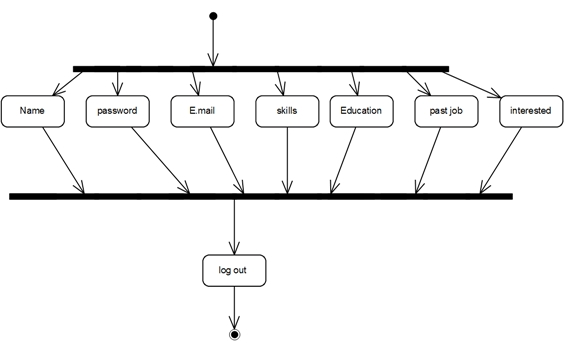 Name
password
E.mail
skills
Education
past job
interested
log out